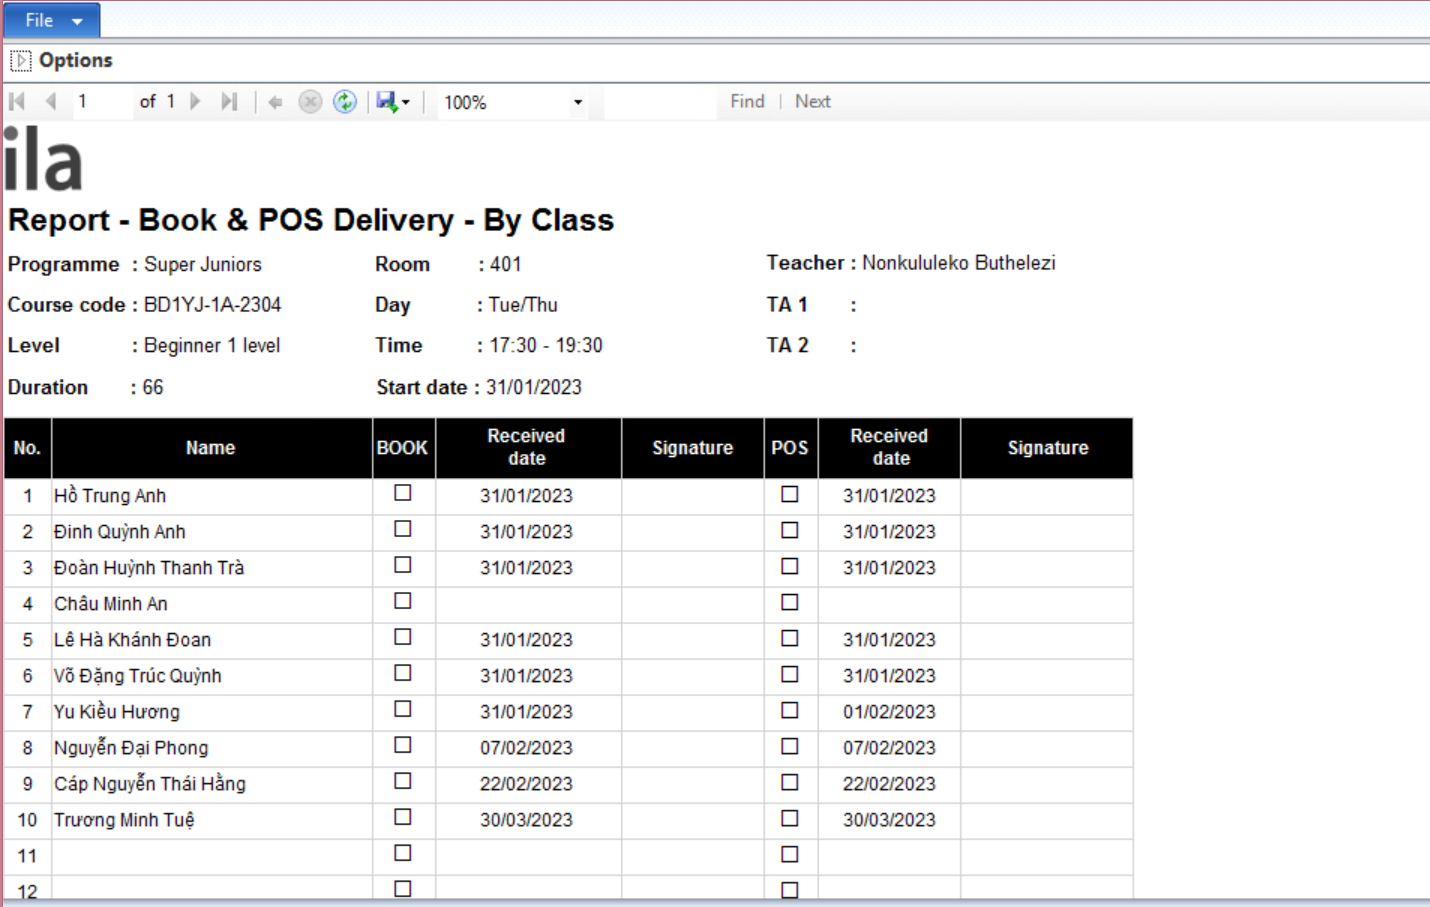 File
Options
1 of 1 100% Find | Next
ila
Report - Book & POS Delivery - By Class
Programme : Super Juniors Room : 401 Teacher : Nonkululeko Buthelezi
Course code : BD1YJ-1A-2304 Day : Tue/Thu TA 1 :
Level : Beginner 1 level Time : 17:30 - 19:30 TA 2 :
Duration : 66 Start date : 31/01/2023
No. Name BOOK Received date Signature POS Received date Signature
1 Hồ Trung Anh ☐ 31/01/2023 ☐ 31/01/2023
2 Đinh Quỳnh Anh ☐ 31/01/2023 ☐ 31/01/2023
3 Đoàn Huỳnh Thanh Trà ☐ 31/01/2023 ☐ 31/01/2023
4 Châu Minh An ☐ ☐
5 Lê Hà Khánh Đoan ☐ 31/01/2023 ☐ 31/01/2023
6 Võ Đặng Trúc Quỳnh ☐ 31/01/2023 ☐ 31/01/2023
7 Yu Kiều Hương ☐ 31/01/2023 ☐ 01/02/2023
8 Nguyễn Đại Phong ☐ 07/02/2023 ☐ 07/02/2023
9 Cáp Nguyễn Thái Hằng ☐ 22/02/2023 ☐ 22/02/2023
10 Trương Minh Tuệ ☐ 30/03/2023 ☐ 30/03/2023
11 ☐ ☐
12 ☐ ☐